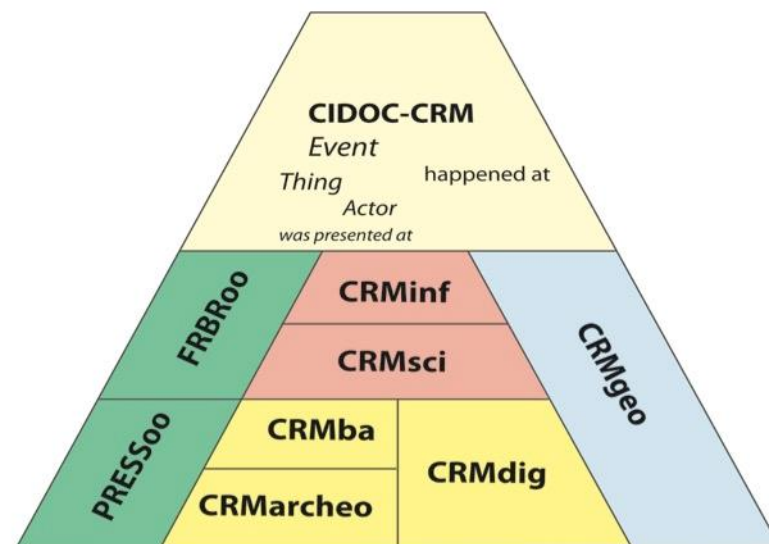 CIDOC-CRM
Event
Thing
happened at
Actor
was presented at
FRBRoo
CRMinf
CRMgeo
CRMsci
PRESSoo
CRMba
CRMdig
CRMarcheo